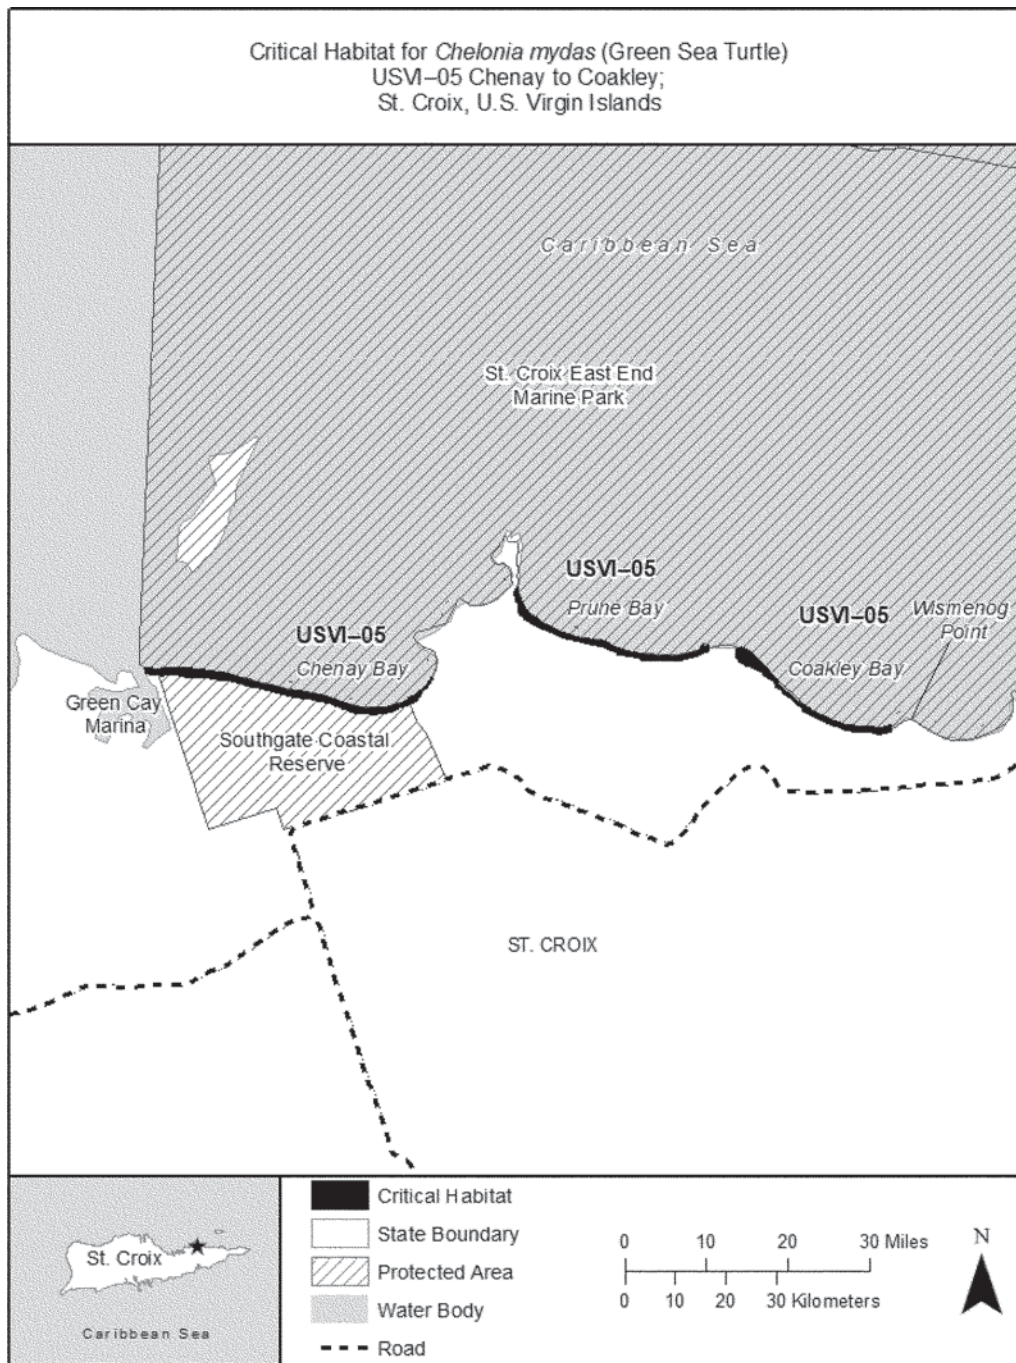 Critical Habitat for Chelonia mydas (Green Sea Turtle)
USVI–05 Chenay to Coakley;
St. Croix, U.S. Virgin Islands
Caribbean Sea
St. Croix East End
Marine Park
USVI–05
Prune Bay
USVI–05
Wismenog
Point
USVI–05
Chenay Bay
Coakley Bay
Green Cay
Marina
Southgate Coastal
Reserve
ST. CROIX
St. Croix
Caribbean Sea
Critical Habitat
State Boundary
Protected Area
Water Body
Road
0 10 20 30 Miles
0 10 20 30 Kilometers
N